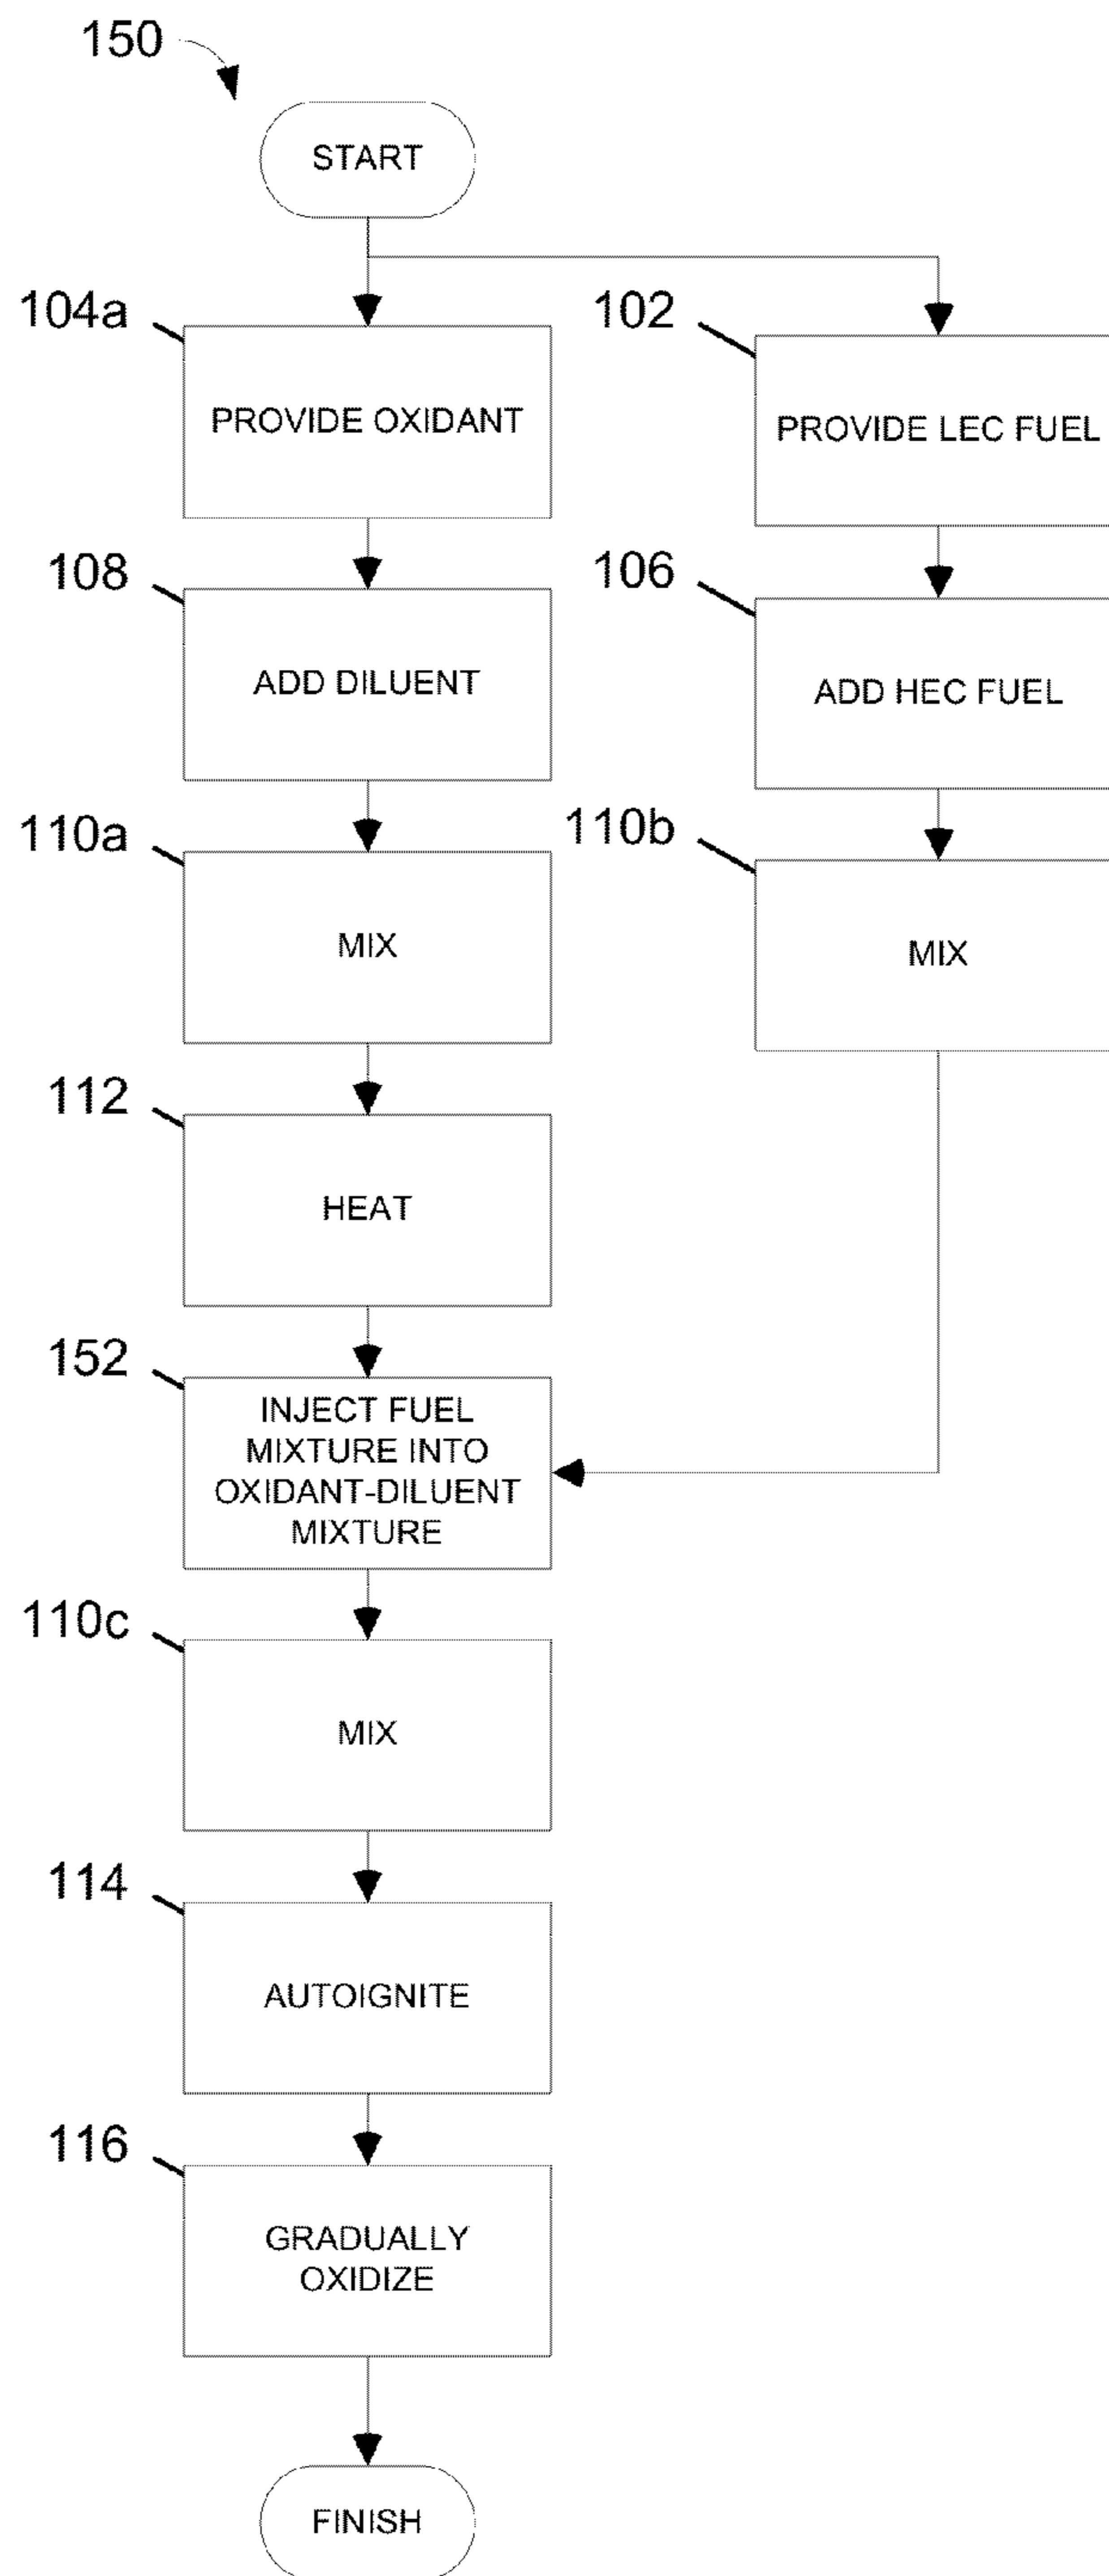 150
START
104a
PROVIDE OXIDANT
102
PROVIDE LEC FUEL
108
ADD DILUENT
106
ADD HEC FUEL
110a
MIX
110b
MIX
112
HEAT
152
INJECT FUEL
MIXTURE INTO
OXIDANT-DILUENT
MIXTURE
110c
MIX
114
AUTOIGNITE
116
GRADUALLY
OXIDIZE
FINISH